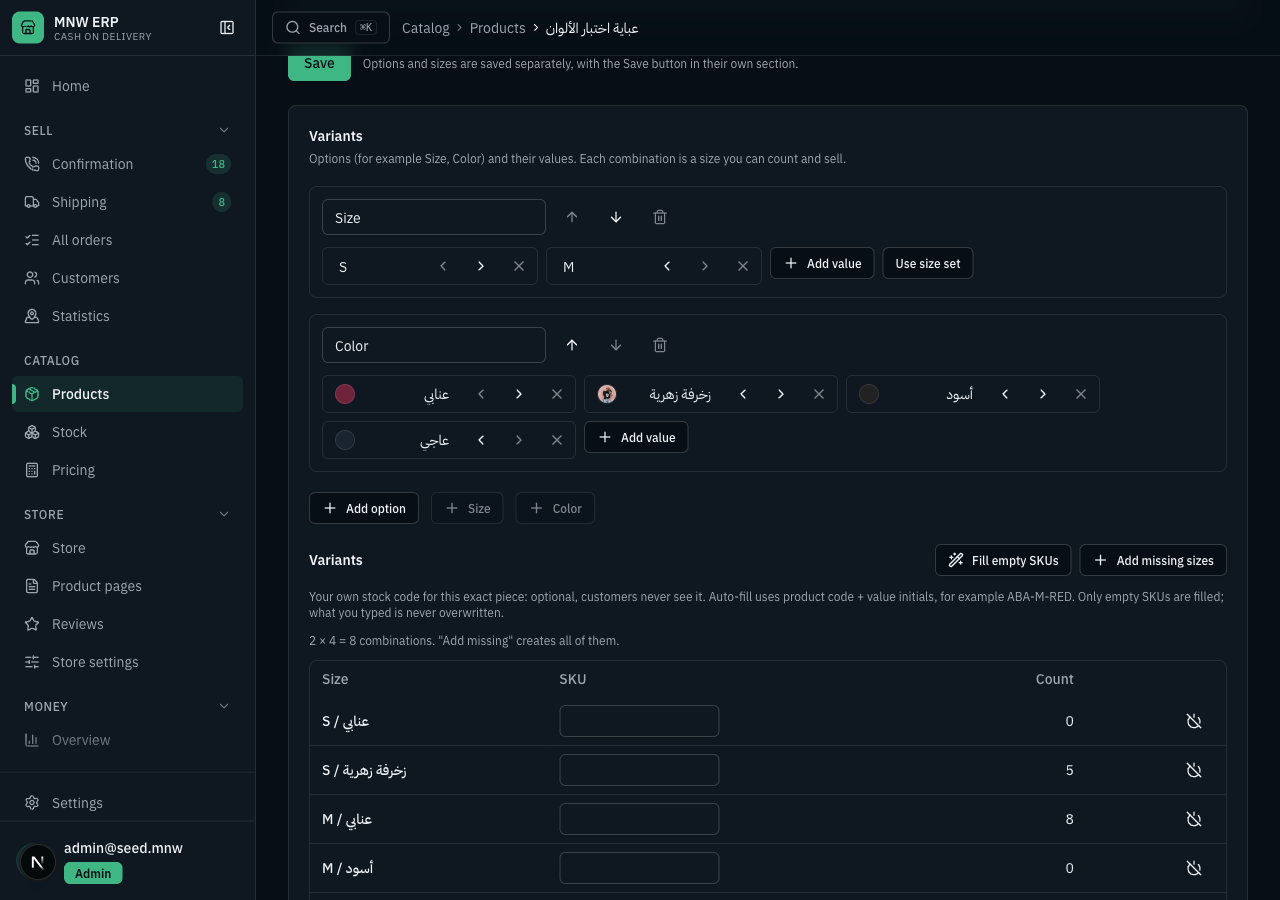 MNW ERP
CASH ON DELIVERY
Search ⌘K
Catalog > Products > عباية اختبار الألوان
Home
SELL
Confirmation 18
Shipping 8
All orders
Customers
Statistics
CATALOG
Products
Stock
Pricing
STORE
Store
Product pages
Reviews
Store settings
MONEY
Overview
Settings
N
admin@seed.mnw
Admin
Save Options and sizes are saved separately, with the Save button in their own section.
Variants
Options (for example Size, Color) and their values. Each combination is a size you can count and sell.
Size
S M Add value Use size set
Color
عنابي زخرفة زهرية أسود
عاجي Add value
Add option Size Color
Variants Fill empty SKUs Add missing sizes
Your own stock code for this exact piece: optional, customers never see it. Auto-fill uses product code + value initials, for example ABA-M-RED. Only empty SKUs are filled;
what you typed is never overwritten.
2 × 4 = 8 combinations. "Add missing" creates all of them.
Size SKU Count
S / عنابي 0
S / زخرفة زهرية 5
M / عنابي 8
M / أسود 0